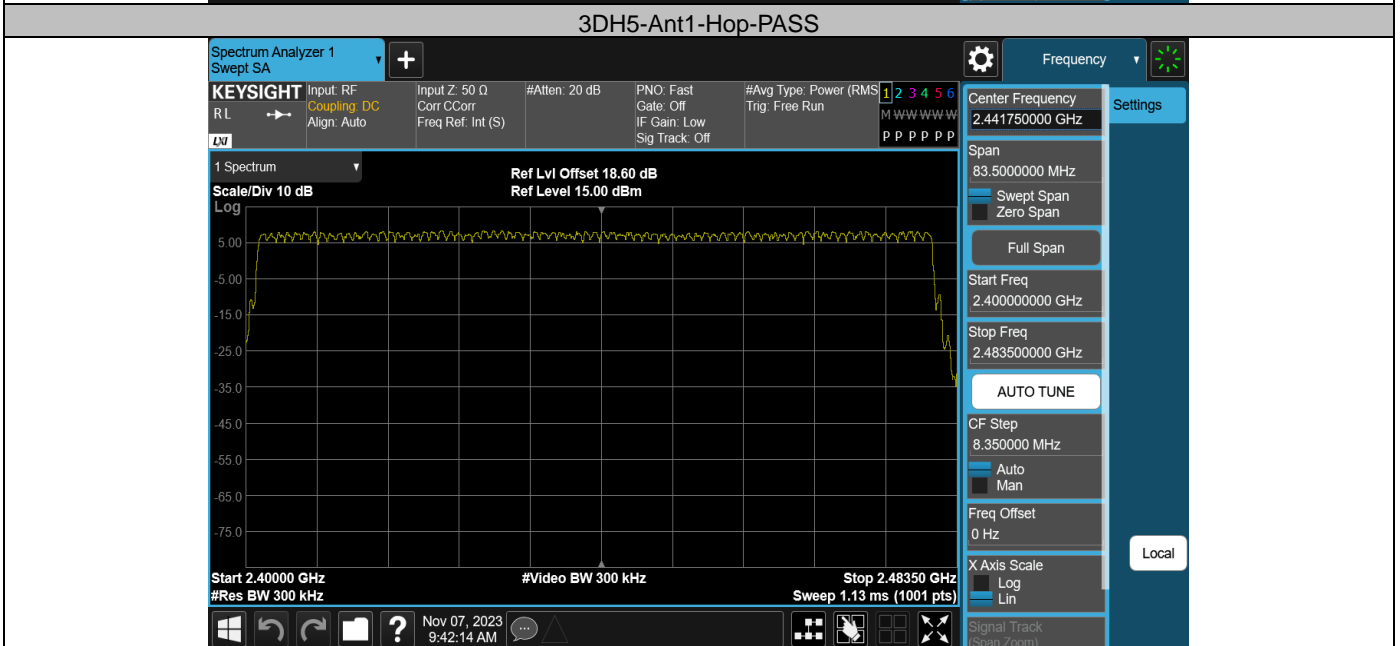 3DH5-Ant1-Hop-PASS
Spectrum Analyzer 1
Swept SA
+
Frequency
KEYSIGHT
R L
LXI
Input: RF
Coupling: DC
Align: Auto
Input Z: 50 Ω
Corr CCorr
Freq Ref: Int (S)
#Atten: 20 dB
PNO: Fast
Gate: Off
IF Gain: Low
Sig Track: Off
#Avg Type: Power (RMS
Trig: Free Run
1 2 3 4 5 6
M W W W W W
P P P P P P
1 Spectrum
Scale/Div 10 dB
Log
Ref Lvl Offset 18.60 dB
Ref Level 15.00 dBm
5.00
-5.00
-15.0
-25.0
-35.0
-45.0
-55.0
-65.0
-75.0
Start 2.40000 GHz
#Res BW 300 kHz
#Video BW 300 kHz
Stop 2.48350 GHz
Sweep 1.13 ms (1001 pts)
?
Nov 07, 2023
9:42:14 AM
Center Frequency
2.441750000 GHz
Settings
Span
83.5000000 MHz
Swept Span
Zero Span
Full Span
Start Freq
2.400000000 GHz
Stop Freq
2.483500000 GHz
AUTO TUNE
CF Step
8.350000 MHz
Auto
Man
Freq Offset
0 Hz
Local
X Axis Scale
Log
Lin
Signal Track
(Span Zoom)